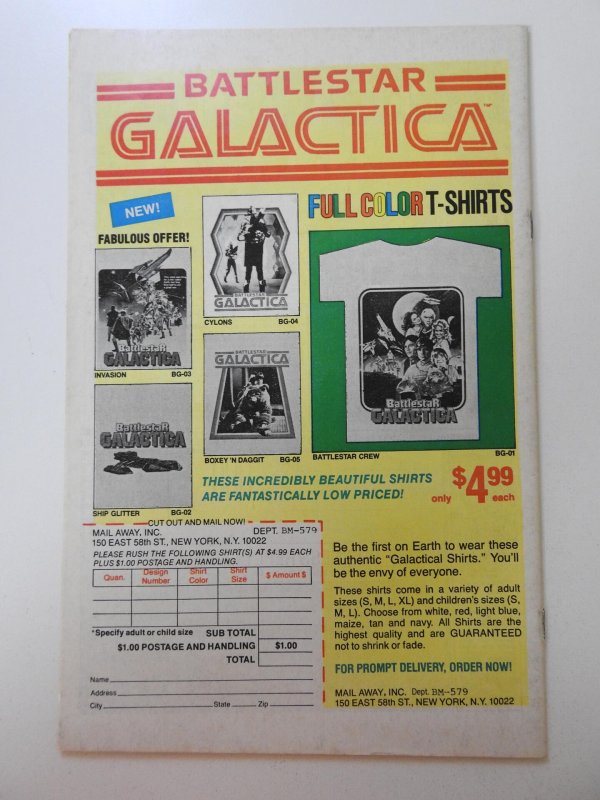 BATTLESTAR
GALACTICA™
NEW!
FABULOUS OFFER!
FULL COLOR T-SHIRTS
BATTLESTAR
GALACTICA
CYLONS BG-04
BattlestaR
GALACTICA
INVASION BG-03
BATTLESTAR
GALACTICA
BOXEY 'N DAGGIT BG-05
BattlestaR
GALACTICA
SHIP GLITTER BG-02
BattlestaR
GALACTICA
BATTLESTAR CREW BG-01
THESE INCREDIBLY BEAUTIFUL SHIRTS
ARE FANTASTICALLY LOW PRICED!
only $4.99 each
CUT OUT AND MAIL NOW!
MAIL AWAY, INC. DEPT. BM-579
150 EAST 58th ST., NEW YORK, N.Y. 10022
PLEASE RUSH THE FOLLOWING SHIRT(S) AT $4.99 EACH
PLUS $1.00 POSTAGE AND HANDLING.
Quan. Design Number Shirt Color Shirt Size $ Amount $
*Specify adult or child size SUB TOTAL
$1.00 POSTAGE AND HANDLING $1.00
TOTAL
Name
Address
City State Zip
Be the first on Earth to wear these
authentic "Galactical Shirts." You'll
be the envy of everyone.
These shirts come in a variety of adult
sizes (S, M, L, XL) and children's sizes (S,
M, L). Choose from white, red, light blue,
maize, tan and navy. All Shirts are the
highest quality and are GUARANTEED
not to shrink or fade.
FOR PROMPT DELIVERY, ORDER NOW!
MAIL AWAY, INC. Dept. BM-579
150 EAST 58th ST., NEW YORK, N.Y. 10022